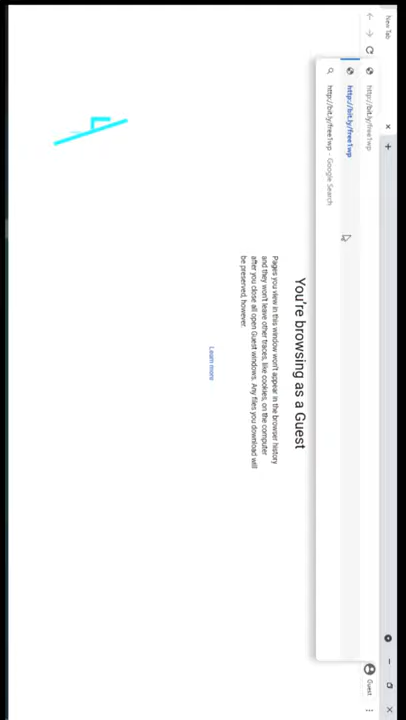 New Tab
http://bit.ly/free1wp
Guest
http://bit.ly/free1wp
http://bit.ly/free1wp - Google Search
You're browsing as a Guest
Pages you view in this window won't appear in the browser history
and they won't leave other traces, like cookies, on the computer
after you close all open Guest windows. Any files you download will
be preserved, however.
Learn more